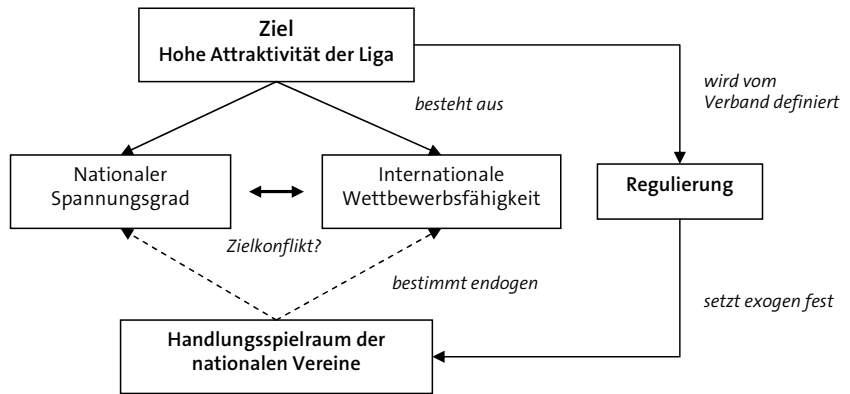 Ziel
Hohe Attraktivität der Liga
besteht aus
wird vom
Verband definiert
Nationaler
Spannungsgrad
Internationale
Wettbewerbsfähigkeit
Regulierung
Zielkonflikt?
bestimmt endogen
setzt exogen fest
Handlungsspielraum der
nationalen Vereine